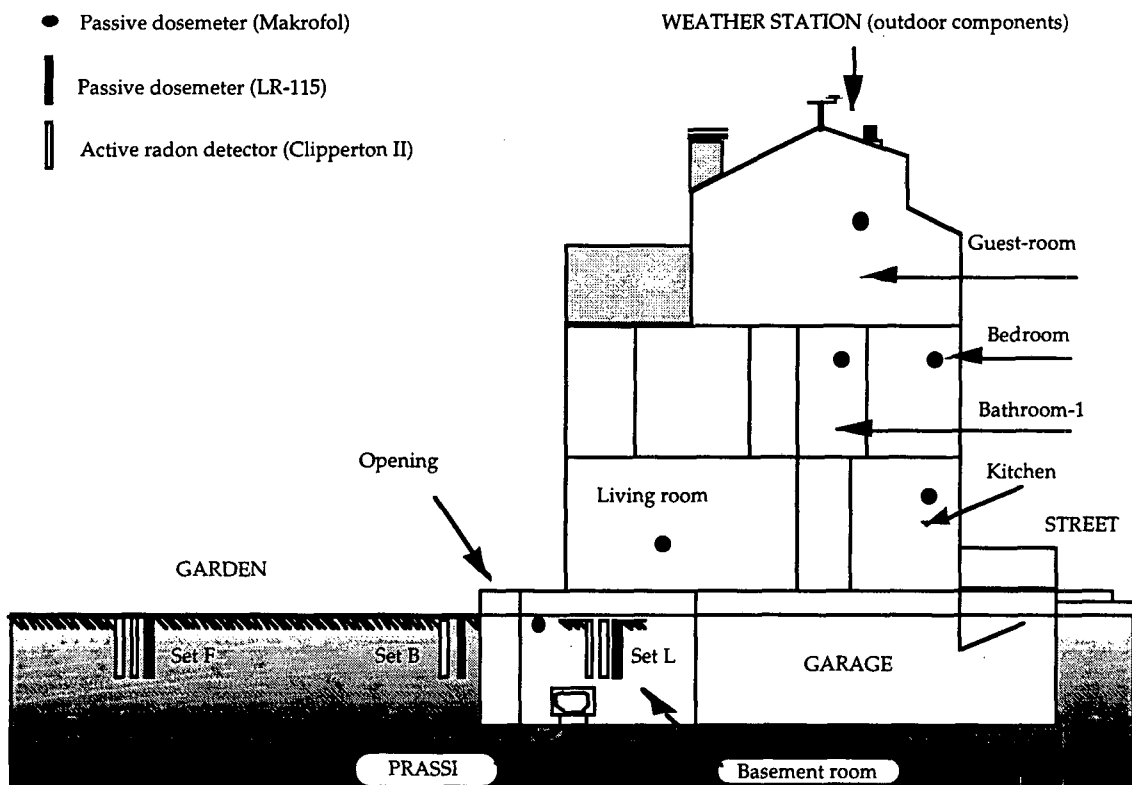 Passive dosemeter (Makrofol)
WEATHER STATION (outdoor components)
Passive dosemeter (LR-115)
Active radon detector (Clipperton II)
Guest-room
Bedroom
Bathroom-1
Opening
Living room
Kitchen
STREET
GARDEN
Set F
Set B
Set L
GARAGE
PRASSI
Basement room